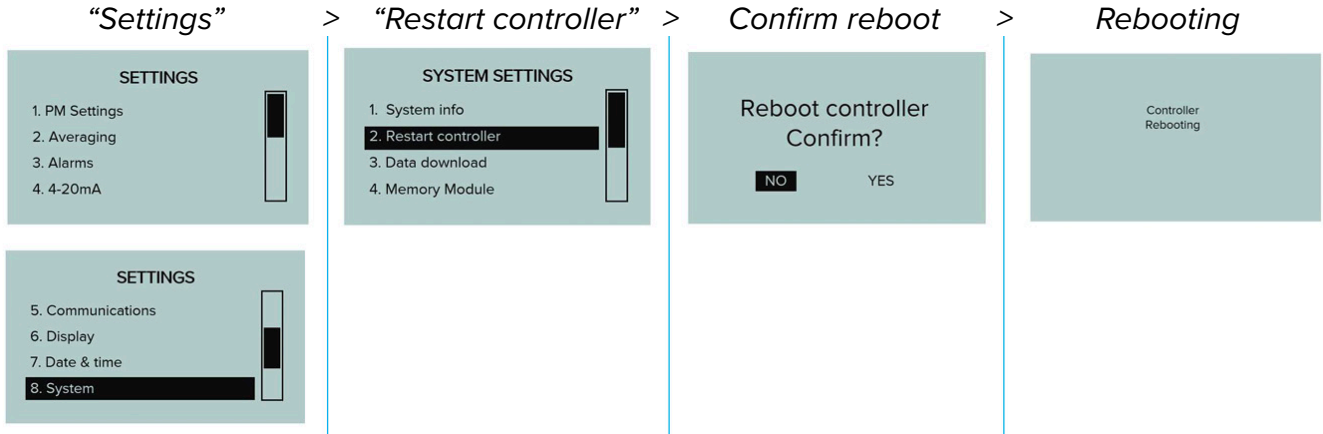 “Settings” > “Restart controller” > Confirm reboot > Rebooting
SETTINGS
1. PM Settings
2. Averaging
3. Alarms
4. 4-20mA
SETTINGS
5. Communications
6. Display
7. Date & time
8. System
SYSTEM SETTINGS
1. System info
2. Restart controller
3. Data download
4. Memory Module
Reboot controller
Confirm?
NO YES
Controller
Rebooting